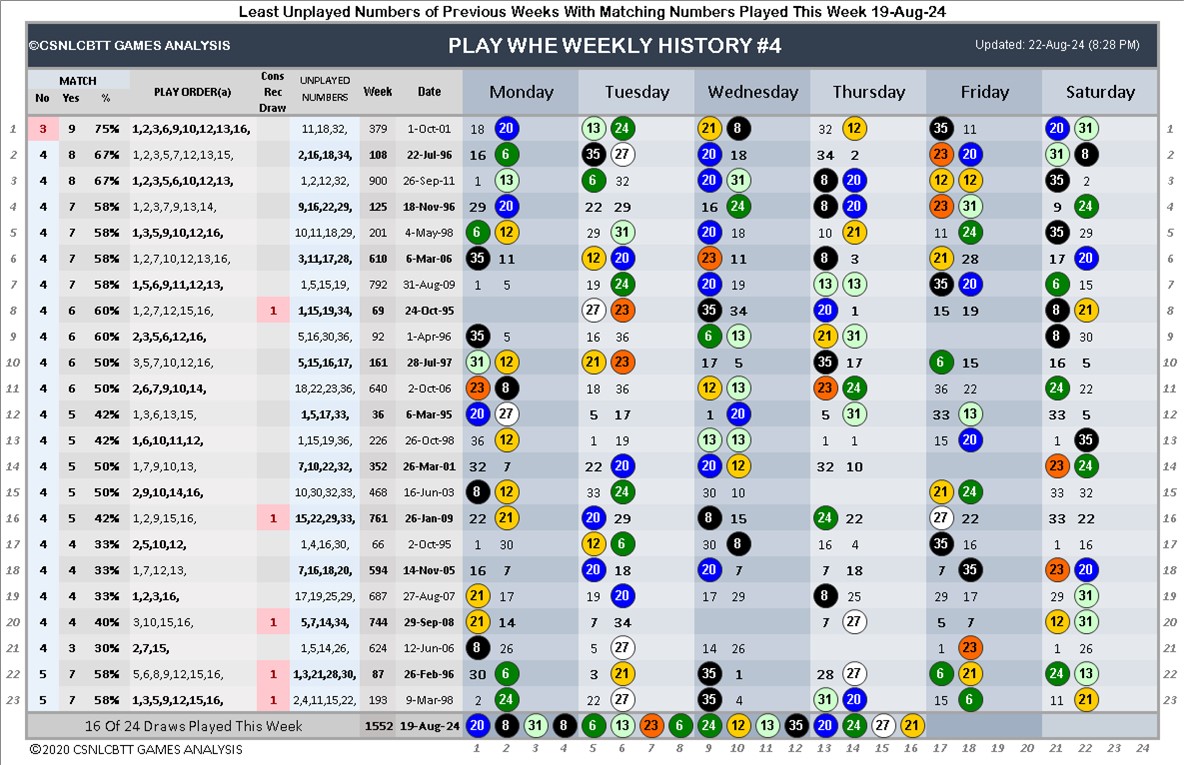 Least Unplayed Numbers of Previous Weeks With Matching Numbers Played This Week 19-Aug-24
©CSNLCBTT GAMES ANALYSIS PLAY WHE WEEKLY HISTORY #4 Updated: 22-Aug-24 (8:28 PM)
MATCH PLAY ORDER(a) Cons Rec Draw UNPLAYED NUMBERS Week Date Monday Tuesday Wednesday Thursday Friday Saturday
No Yes %
1 3 9 75% 1,2,3,6,9,10,12,13,16, 11,18,32, 379 1-Oct-01 18 20 13 24 21 8 32 12 35 11 20 31 1
2 4 8 67% 1,2,3,5,7,12,13,15, 2,16,18,34, 108 22-Jul-96 16 6 35 27 20 18 34 2 23 20 31 8 2
3 4 8 67% 1,2,3,5,6,10,12,13, 1,2,12,32, 900 26-Sep-11 1 13 6 32 20 31 8 20 12 12 35 2 3
4 4 7 58% 1,2,3,7,9,13,14, 9,16,22,29, 125 18-Nov-96 29 20 22 29 16 24 8 20 23 31 9 24 4
5 4 7 58% 1,3,5,9,10,12,16, 10,11,18,29, 201 4-May-98 6 12 29 31 20 18 10 21 11 24 35 29 5
6 4 7 58% 1,2,7,10,12,13,16, 3,11,17,28, 610 6-Mar-06 35 11 12 20 23 11 8 3 21 28 17 20 6
7 4 7 58% 1,5,6,9,11,12,13, 1,5,15,19, 792 31-Aug-09 1 5 19 24 20 19 13 13 35 20 6 15 7
8 4 6 60% 1,2,7,12,15,16, 1 1,15,19,34, 69 24-Oct-95 27 23 35 34 20 1 15 19 8 21 8
9 4 6 60% 2,3,5,6,12,16, 5,16,30,36, 92 1-Apr-96 35 5 16 36 6 13 21 31 8 30 9
10 4 6 50% 3,5,7,10,12,16, 5,15,16,17, 161 28-Jul-97 31 12 21 23 17 5 35 17 6 15 16 5 10
11 4 6 50% 2,6,7,9,10,14, 18,22,23,36, 640 2-Oct-06 23 8 18 36 12 13 23 24 36 22 24 22 11
12 4 5 42% 1,3,6,13,15, 1,5,17,33, 36 6-Mar-95 20 27 5 17 1 20 5 31 33 13 33 5 12
13 4 5 42% 1,6,10,11,12, 1,15,19,36, 226 26-Oct-98 36 12 1 19 13 13 1 1 15 20 1 35 13
14 4 5 50% 1,7,9,10,13, 7,10,22,32, 352 26-Mar-01 32 7 22 20 20 12 32 10 23 24 14
15 4 5 50% 2,9,10,14,16, 10,30,32,33, 468 16-Jun-03 8 12 33 24 30 10 21 24 33 32 15
16 4 5 42% 1,2,9,15,16, 1 15,22,29,33, 761 26-Jan-09 22 21 20 29 8 15 24 22 27 22 33 22 16
17 4 4 33% 2,5,10,12, 1,4,16,30, 66 2-Oct-95 1 30 12 6 30 8 16 4 35 16 1 16 17
18 4 4 33% 1,7,12,13, 7,16,18,20, 594 14-Nov-05 16 7 20 18 20 7 7 18 7 35 23 20 18
19 4 4 33% 1,2,3,16, 17,19,25,29, 687 27-Aug-07 21 17 19 20 17 29 8 25 29 17 29 31 19
20 4 4 40% 3,10,15,16, 1 5,7,14,34, 744 29-Sep-08 21 14 7 34 7 27 5 7 12 31 20
21 4 3 30% 2,7,15, 1,5,14,26, 624 12-Jun-06 8 26 5 27 14 26 1 23 1 26 21
22 5 7 58% 5,6,8,9,12,15,16, 1 1,3,21,28,30, 87 26-Feb-96 30 6 3 21 35 1 28 27 6 21 24 13 22
23 5 7 58% 1,3,5,9,12,15,16, 1 2,4,11,15,22, 193 9-Mar-98 2 24 22 27 35 4 31 20 15 6 11 21 23
16 Of 24 Draws Played This Week 1552 19-Aug-24 20 8 31 8 6 13 23 6 24 12 13 35 20 24 27 21
©2020 CSNLCBTT GAMES ANALYSIS 1 2 3 4 5 6 7 8 9 10 11 12 13 14 15 16 17 18 19 20 21 22 23 24